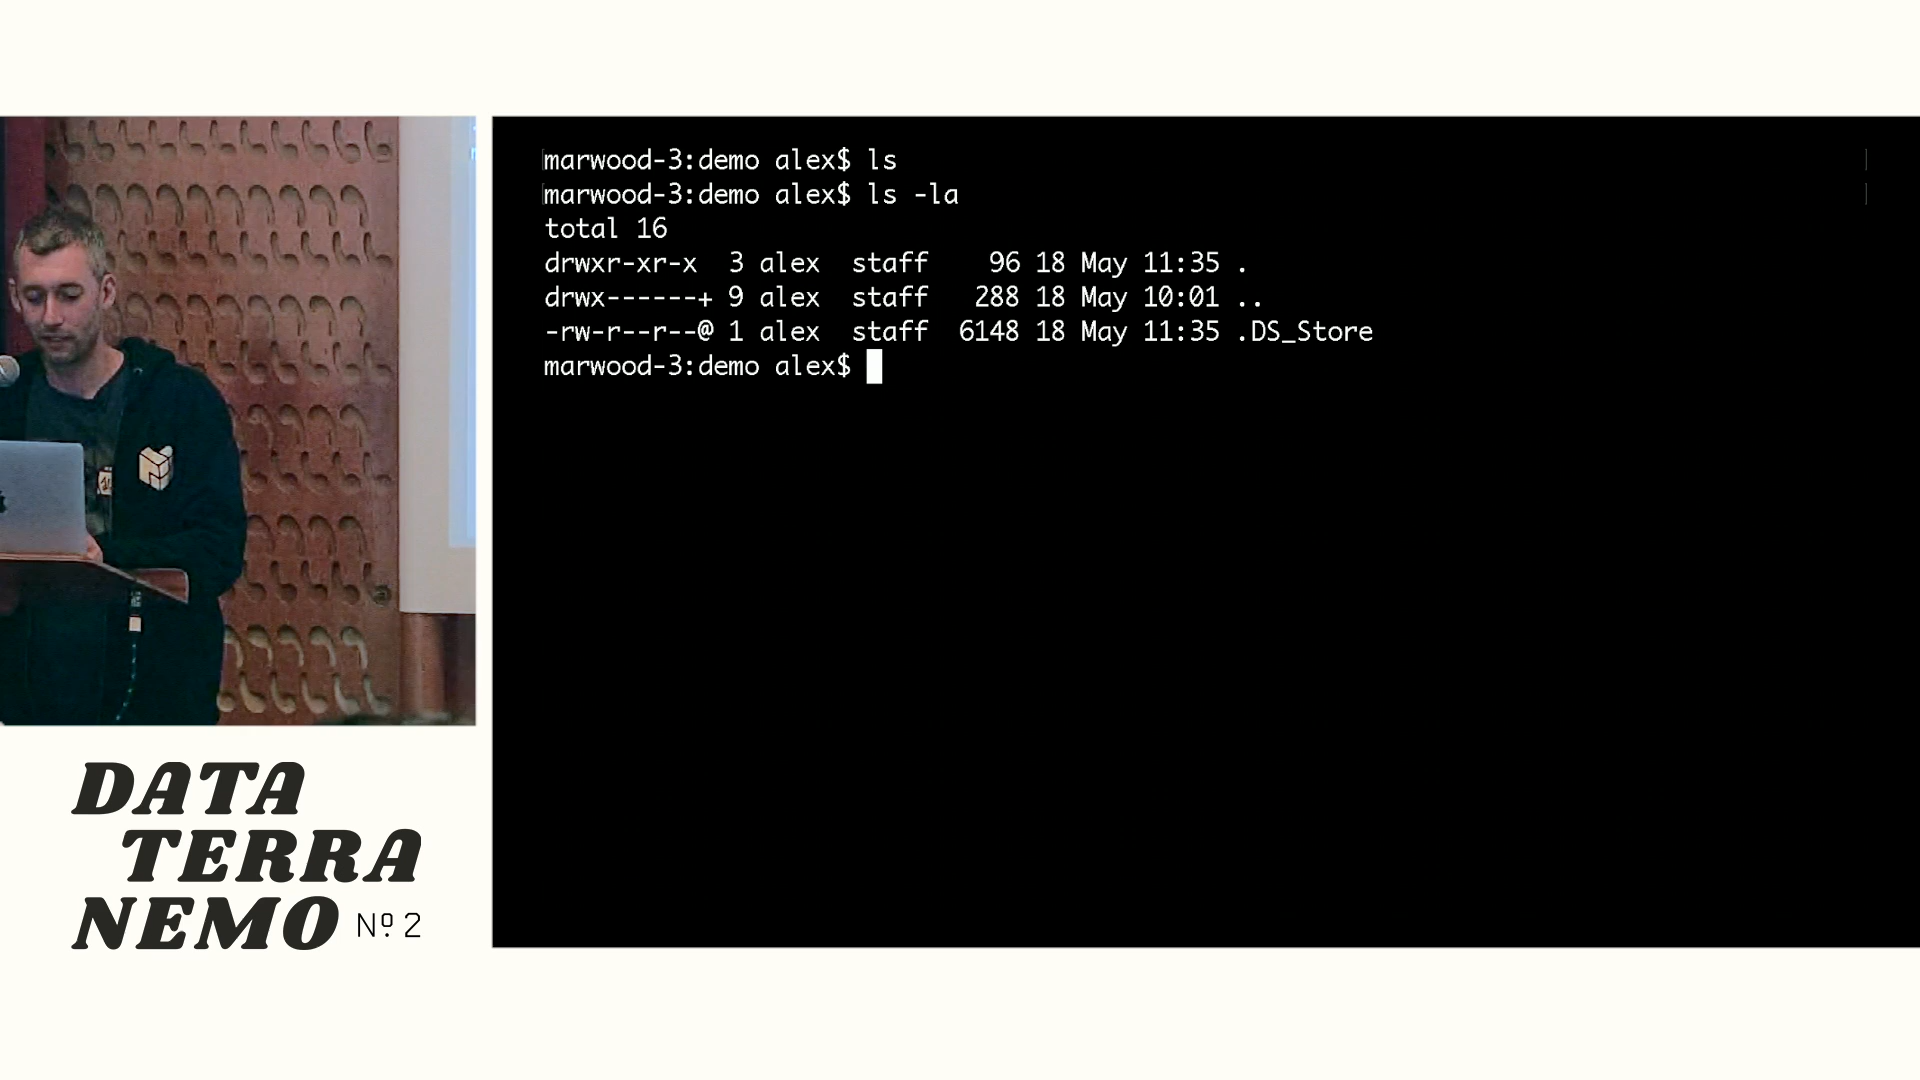 marwood-3:demo alex$ ls
marwood-3:demo alex$ ls -la
total 16
drwxr-xr-x  3 alex  staff    96 18 May 11:35 .
drwx------+ 9 alex  staff   288 18 May 10:01 ..
-rw-r--r--@ 1 alex  staff  6148 18 May 11:35 .DS_Store
marwood-3:demo alex$
DATA
TERRA
NEMO Nº 2